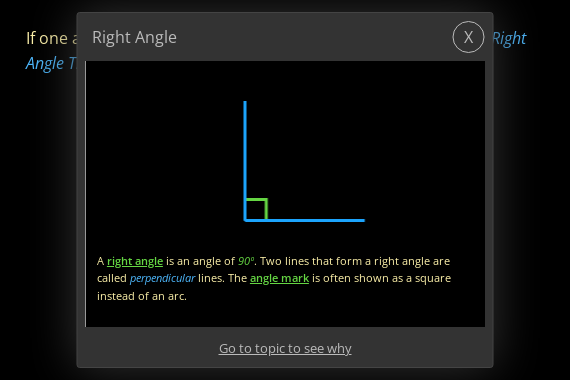 Right Angle
X
If one a
Right
Angle T
A right angle is an angle of 90°. Two lines that form a right angle are
called perpendicular lines. The angle mark is often shown as a square
instead of an arc.
Go to topic to see why